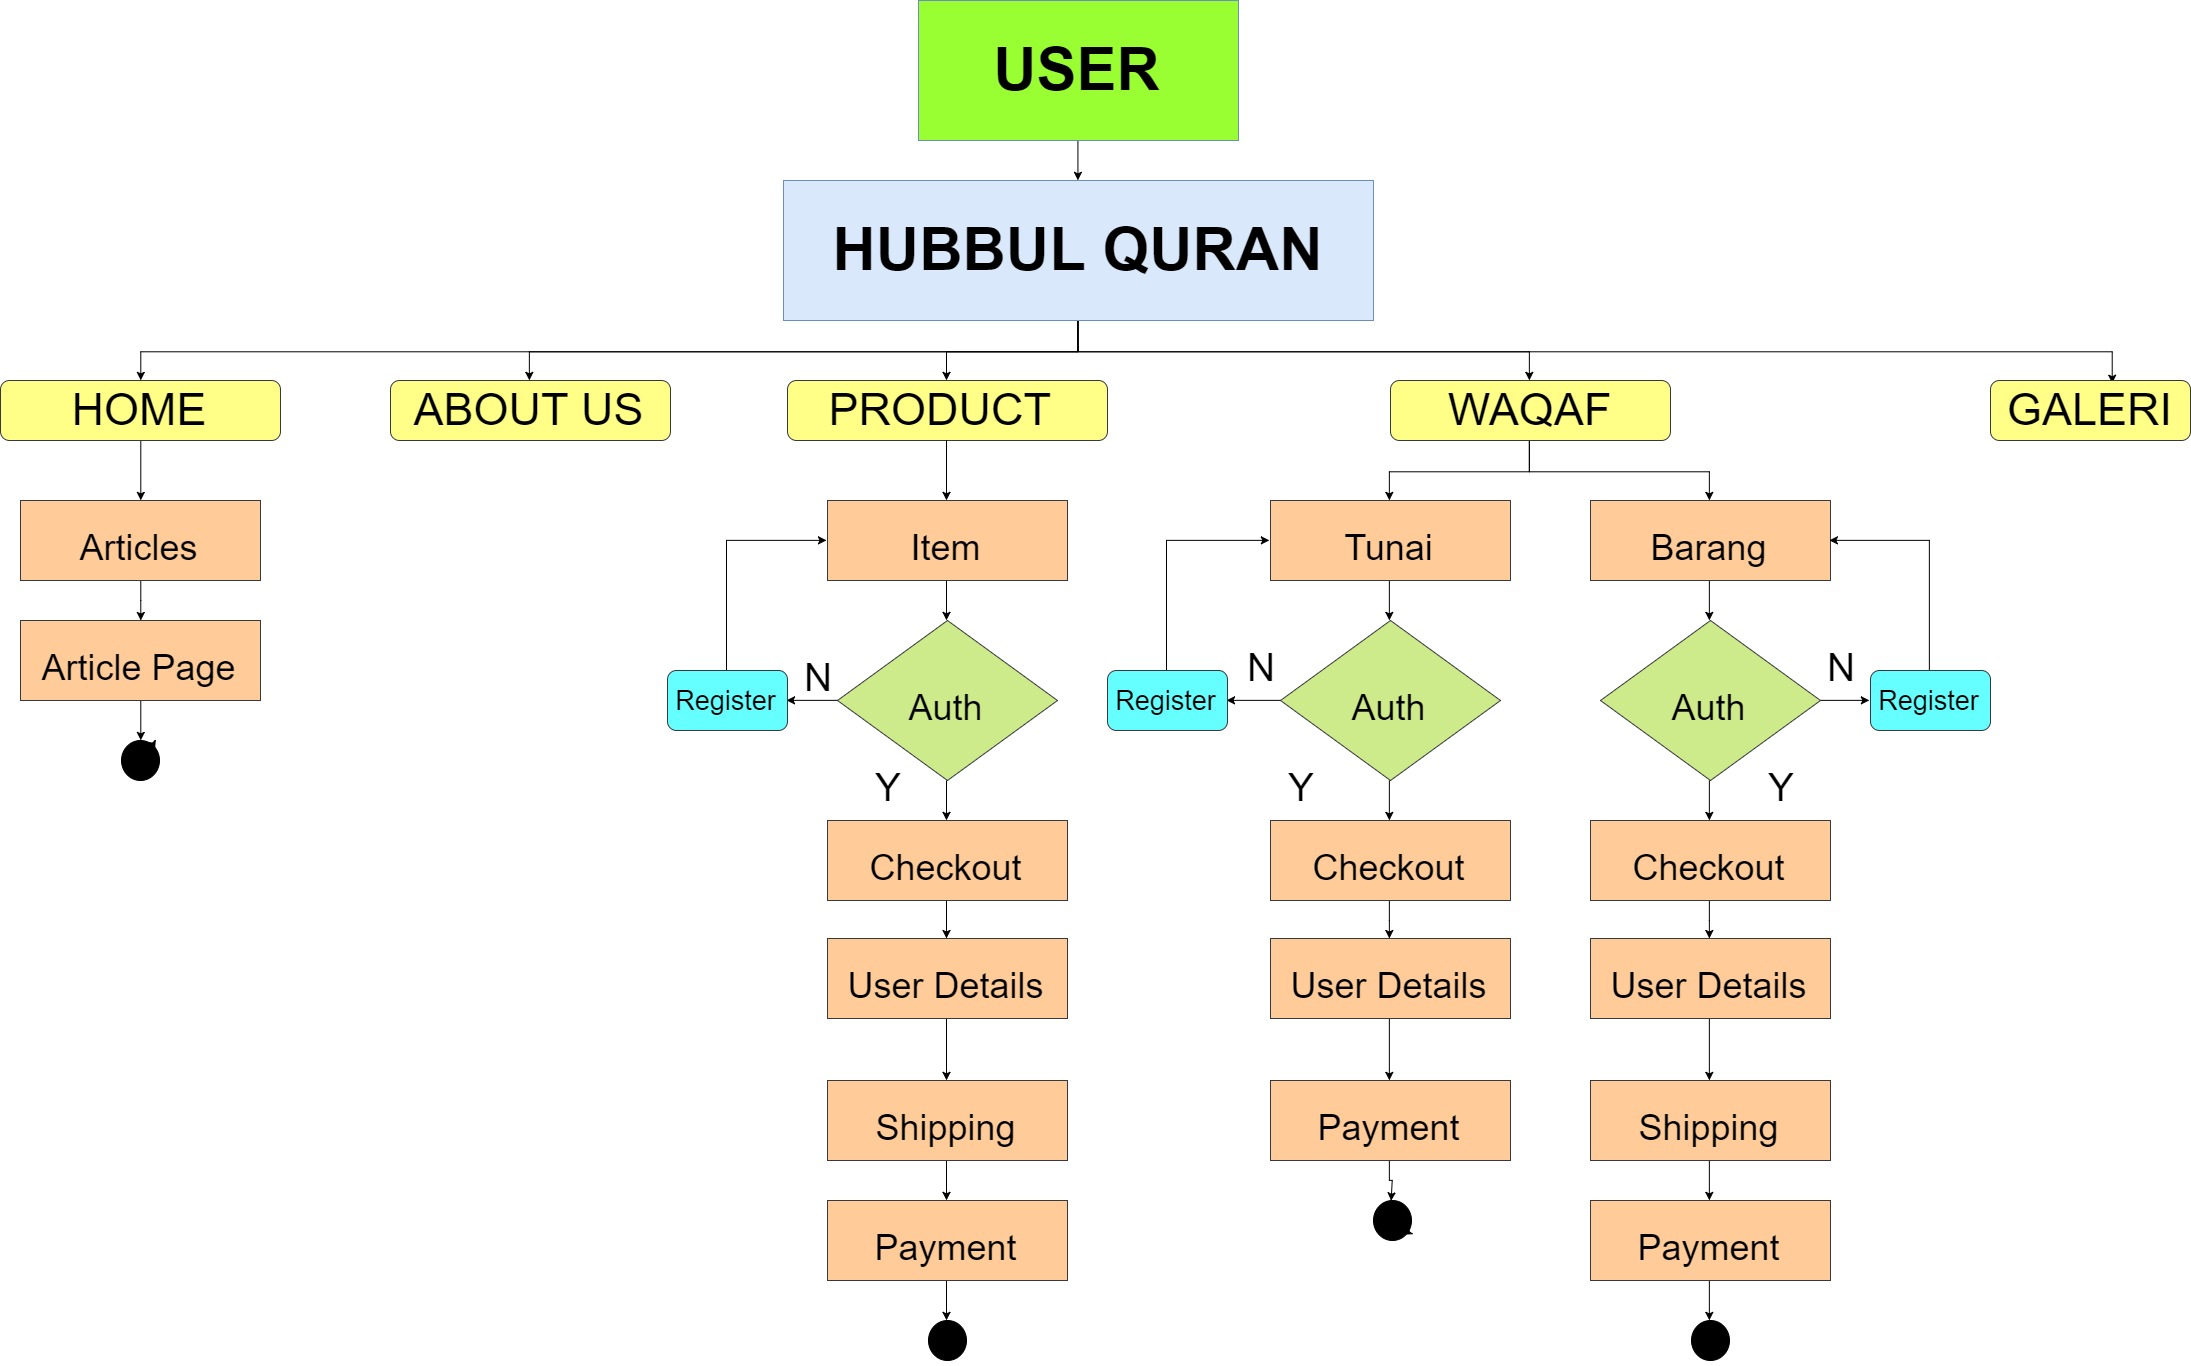 USER
HUBBUL QURAN
HOME
ABOUT US
PRODUCT
WAQAF
GALERI
Articles
Item
Tunai
Barang
Article Page
Register
N
Auth
Register
N
Auth
Auth
N
Register
Y
Y
Y
Checkout
Checkout
Checkout
User Details
User Details
User Details
Shipping
Payment
Shipping
Payment
Payment